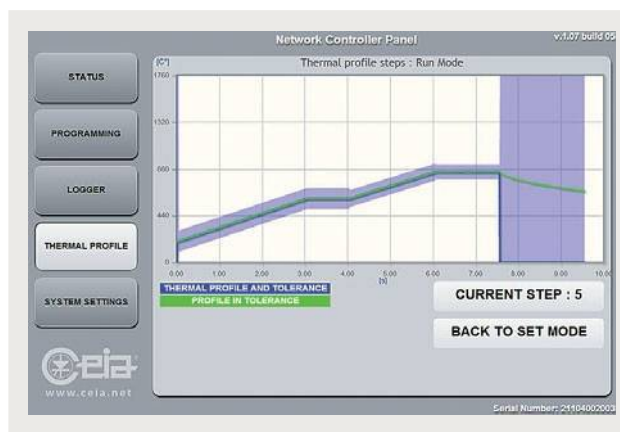 Network Controller Panel
v.1.07 build 05
STATUS
PROGRAMMING
LOGGER
THERMAL PROFILE
SYSTEM SETTINGS
Ceia
www.ceia.net
[C°]
Thermal profile steps : Run Mode
1760
1320
880
440
0
0.00 1.00 2.00 3.00 4.00 5.00 6.00 7.00 8.00 9.00 10.00
[s]
THERMAL PROFILE AND TOLERANCE
PROFILE IN TOLERANCE
CURRENT STEP : 5
BACK TO SET MODE
Serial Number: 21104002003